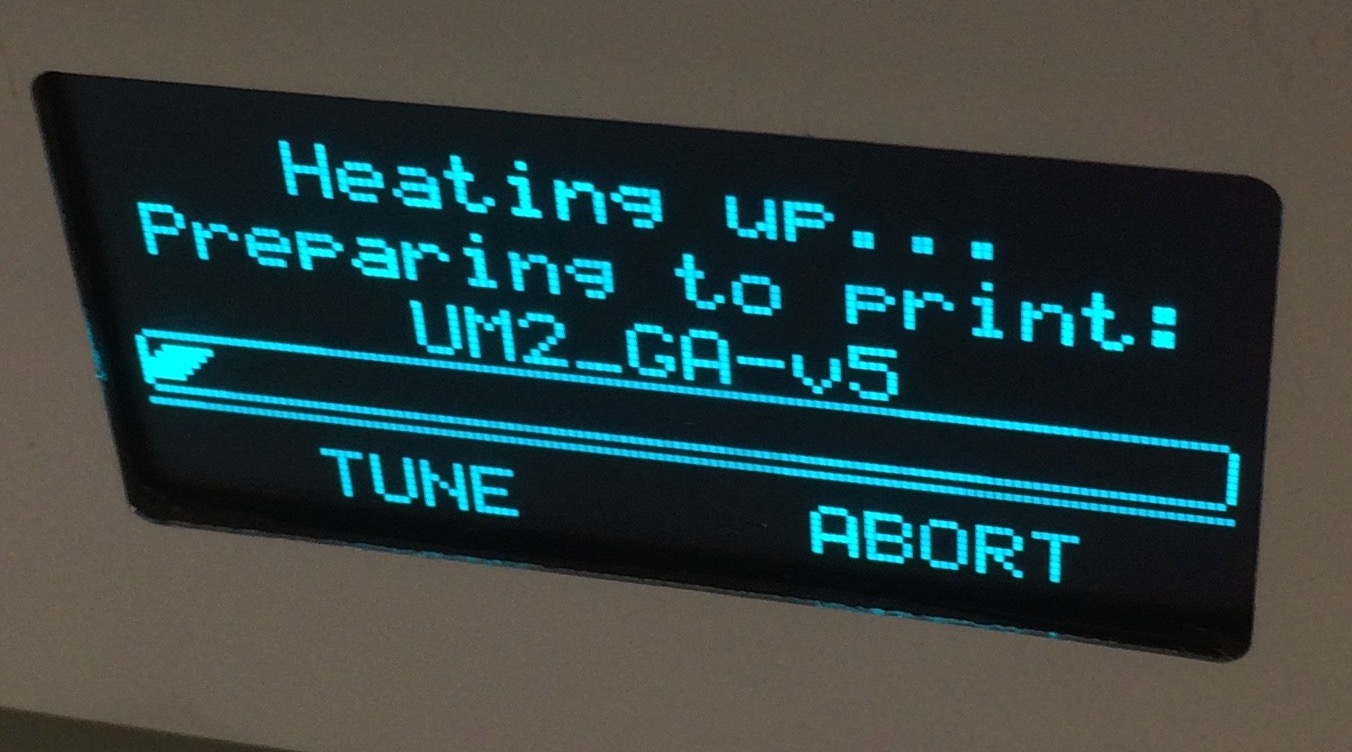 Heating up...
Preparing to print:
UM2_GA-v5
TUNE ABORT